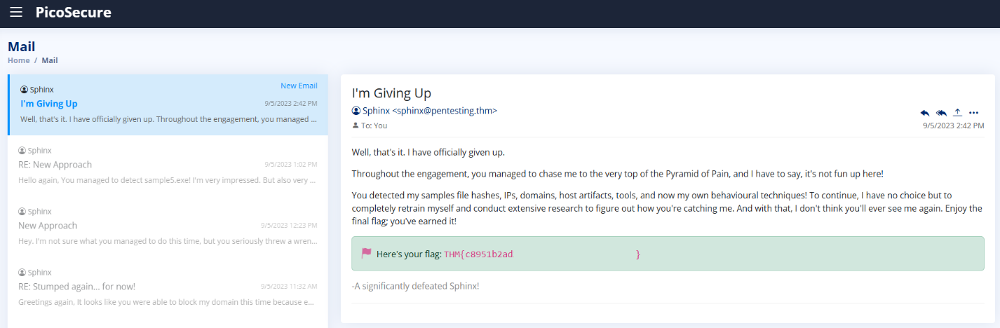 PicoSecure
Mail
Home / Mail
Sphinx
New Email
I'm Giving Up
9/5/2023 2:42 PM
Well, that's it. I have officially given up. Throughout the engagement, you managed ...
Sphinx
RE: New Approach
9/5/2023 1:02 PM
Hello again, You managed to detect sample5.exe! I'm very impressed. But also very ...
Sphinx
New Approach
9/5/2023 12:23 PM
Hey. I'm not sure what you managed to do this time, but you seriously threw a wren...
Sphinx
RE: Stumped again... for now!
9/5/2023 11:32 AM
Greetings again, It looks like you were able to block my domain this time because e...
I'm Giving Up
Sphinx <sphinx@pentesting.thm>
To: You
9/5/2023 2:42 PM
Well, that's it. I have officially given up.
Throughout the engagement, you managed to chase me to the very top of the Pyramid of Pain, and I have to say, it's not fun up here!
You detected my samples file hashes, IPs, domains, host artifacts, tools, and now my own behavioural techniques! To continue, I have no choice but to
completely retrain myself and conduct extensive research to figure out how you're catching me. And with that, I don't think you'll ever see me again. Enjoy the
final flag; you've earned it!
Here's your flag: THM{c8951b2ad }
-A significantly defeated Sphinx!